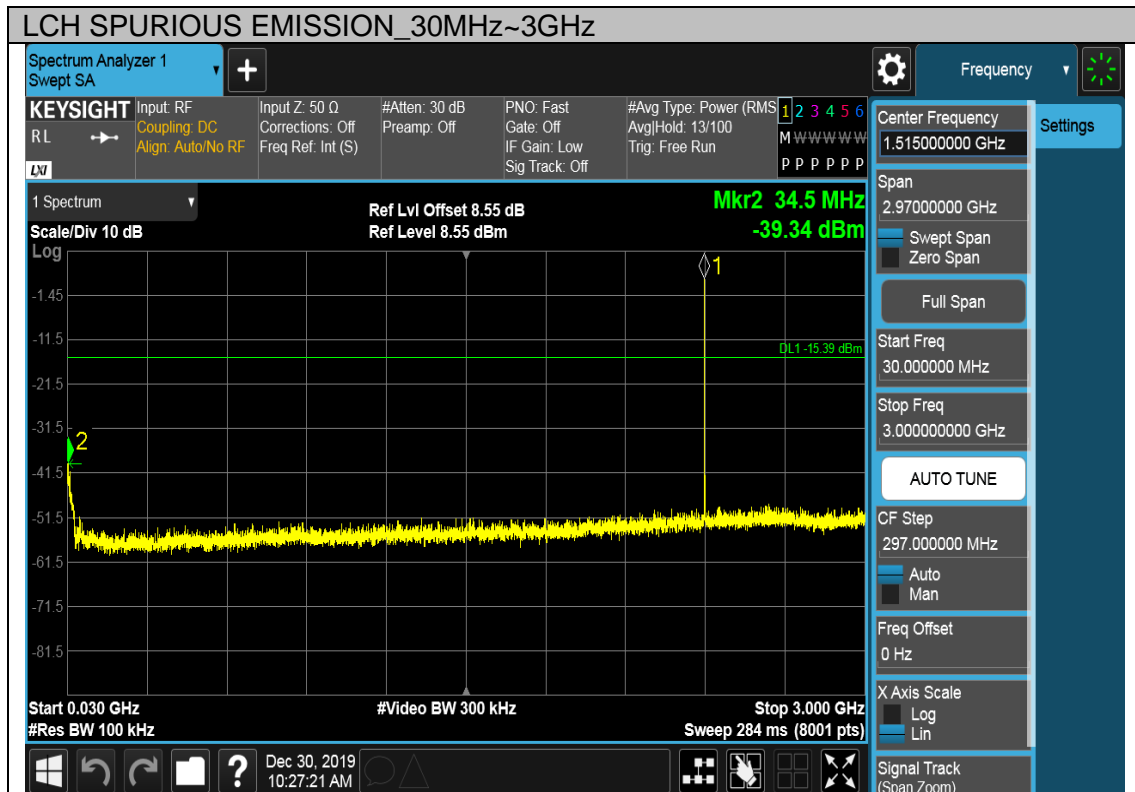 LCH SPURIOUS EMISSION_30MHz~3GHz
Spectrum Analyzer 1
Swept SA
Frequency
KEYSIGHT
RL
LXI
Input: RF
Coupling: DC
Align: Auto/No RF
Input Z: 50 Ω
Corrections: Off
Freq Ref: Int (S)
#Atten: 30 dB
Preamp: Off
PNO: Fast
Gate: Off
IF Gain: Low
Sig Track: Off
#Avg Type: Power (RMS
Avg|Hold: 13/100
Trig: Free Run
1 2 3 4 5 6
M W W W W W
P P P P P P
1 Spectrum
Scale/Div 10 dB
Log
Ref Lvl Offset 8.55 dB
Ref Level 8.55 dBm
Mkr2 34.5 MHz
-39.34 dBm
1
-1.45
-11.5
DL1 -15.39 dBm
-21.5
-31.5
2
-41.5
-51.5
-61.5
-71.5
-81.5
Start 0.030 GHz
#Video BW 300 kHz
Stop 3.000 GHz
#Res BW 100 kHz
Sweep 284 ms (8001 pts)
Dec 30, 2019
10:27:21 AM
Center Frequency
1.515000000 GHz
Settings
Span
2.97000000 GHz
Swept Span
Zero Span
Full Span
Start Freq
30.000000 MHz
Stop Freq
3.000000000 GHz
AUTO TUNE
CF Step
297.000000 MHz
Auto
Man
Freq Offset
0 Hz
X Axis Scale
Log
Lin
Signal Track
(Span Zoom)